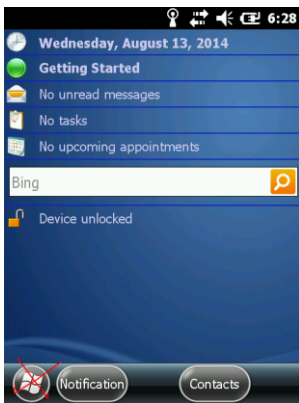 6:28
Wednesday, August 13, 2014
Getting Started
No unread messages
No tasks
No upcoming appointments
Bing
Device unlocked
Notification
Contacts